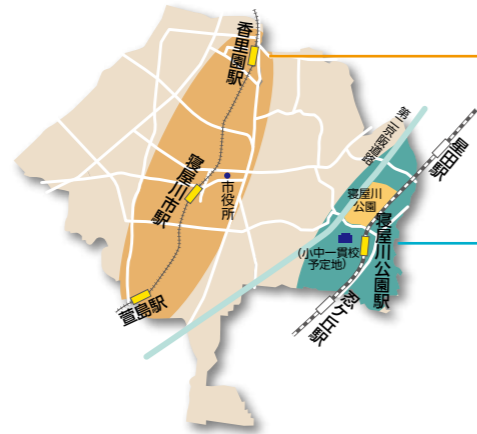 香里園駅
第二京阪道路
星田駅
寝屋川市駅
市役所
寝屋川
公園
(小中一貫校
予定地)
寝屋川公園駅
萱島駅
忍ケ丘駅